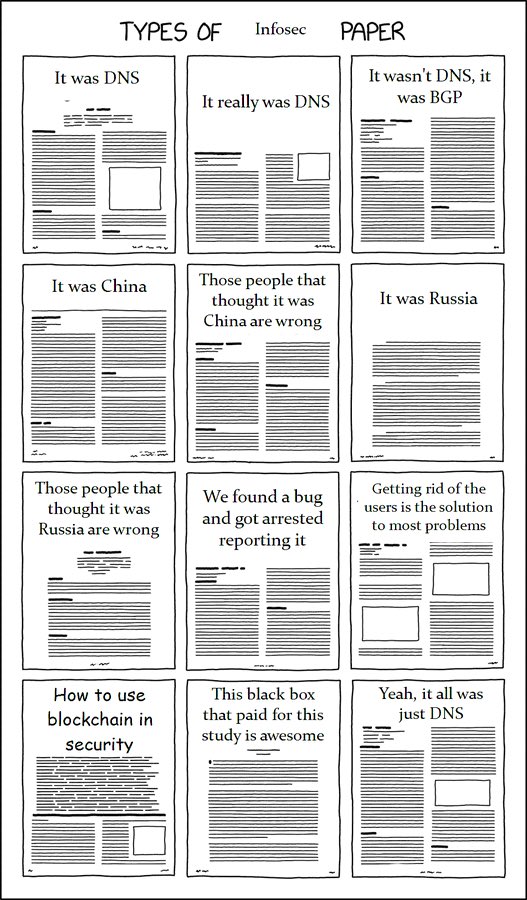 TYPES OF Infosec PAPER
It was DNS
It really was DNS
It wasn't DNS, it
was BGP
It was China
Those people that
thought it was
China are wrong
It was Russia
Those people that
thought it was
Russia are wrong
We found a bug
and got arrested
reporting it
Getting rid of the
users is the solution
to most problems
How to use
blockchain in
security
This black box
that paid for this
study is awesome
Yeah, it all was
just DNS